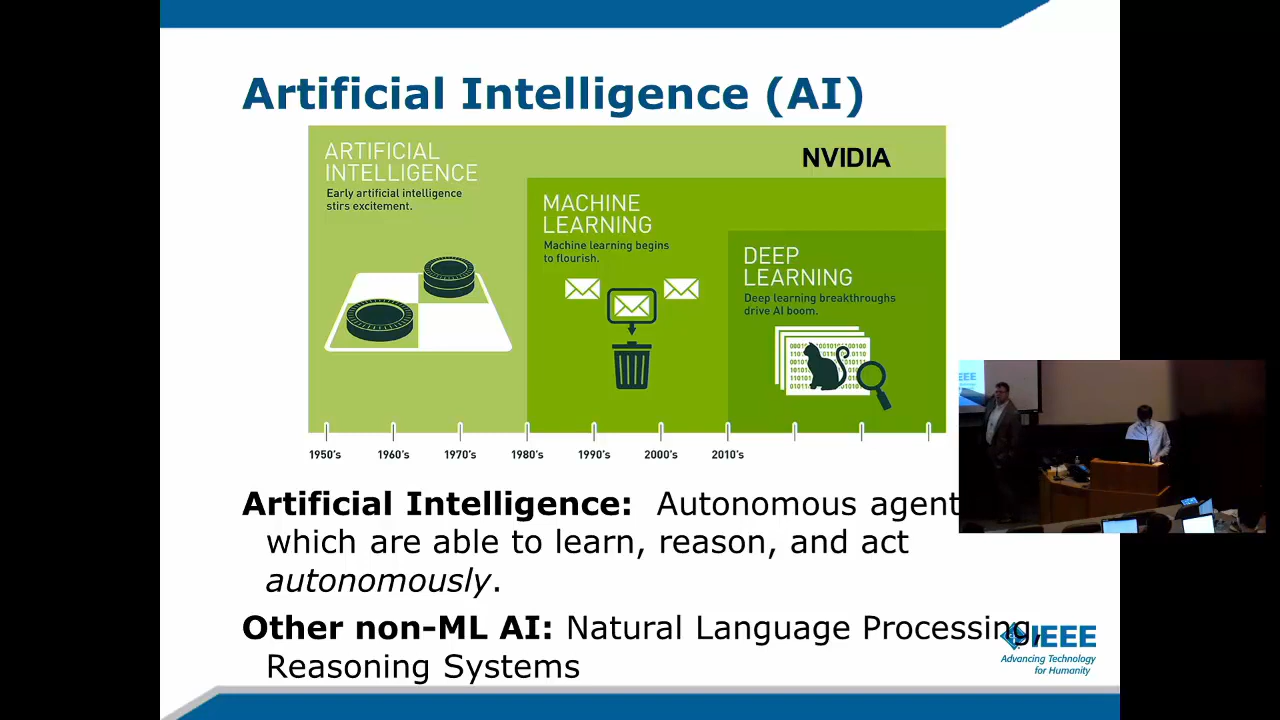 Artificial Intelligence (AI)
ARTIFICIAL
INTELLIGENCE
Early artificial intelligence
stirs excitement.
NVIDIA
MACHINE
LEARNING
Machine learning begins
to flourish.
DEEP
LEARNING
Deep learning breakthroughs
drive AI boom.
1950's 1960's 1970's 1980's 1990's 2000's 2010's
Artificial Intelligence: Autonomous agent
which are able to learn, reason, and act
autonomously.
Other non-ML AI: Natural Language Processing,
Reasoning Systems
IEEE
Advancing Technology
for Humanity